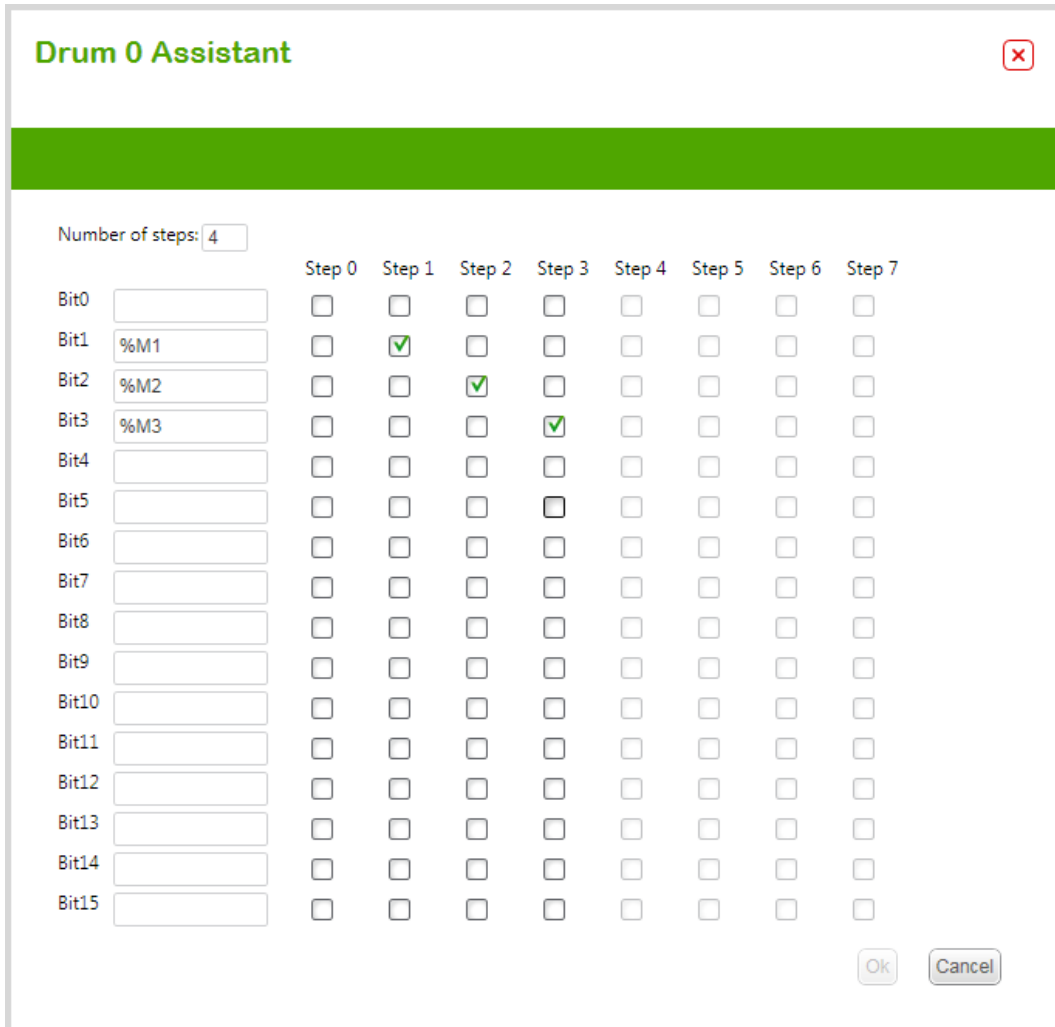 Drum 0 Assistant
Number of steps: 4
Step 0 Step 1 Step 2 Step 3 Step 4 Step 5 Step 6 Step 7
Bit0
Bit1 %M1
Bit2 %M2
Bit3 %M3
Bit4
Bit5
Bit6
Bit7
Bit8
Bit9
Bit10
Bit11
Bit12
Bit13
Bit14
Bit15
Ok Cancel